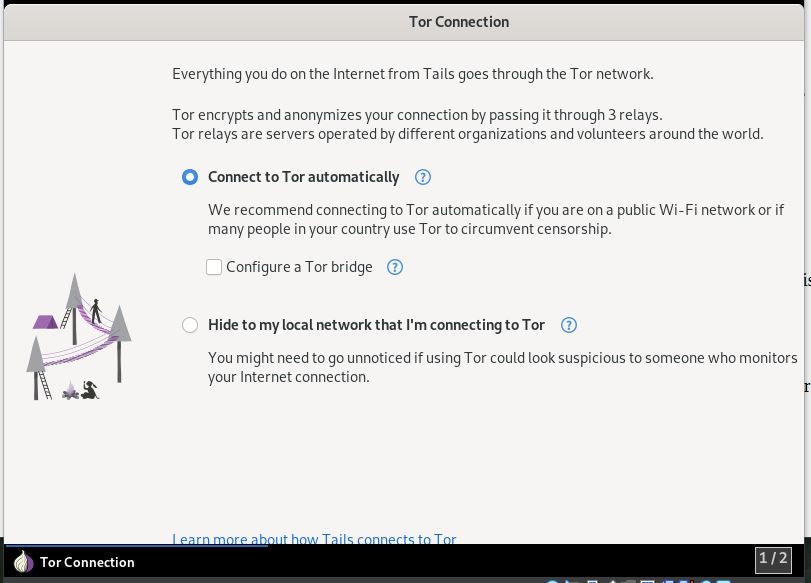 Tor Connection
Everything you do on the Internet from Tails goes through the Tor network.
Tor encrypts and anonymizes your connection by passing it through 3 relays.
Tor relays are servers operated by different organizations and volunteers around the world.
Connect to Tor automatically ?
We recommend connecting to Tor automatically if you are on a public Wi-Fi network or if
many people in your country use Tor to circumvent censorship.
Configure a Tor bridge ?
Hide to my local network that I'm connecting to Tor ?
You might need to go unnoticed if using Tor could look suspicious to someone who monitors
your Internet connection.
Learn more about how Tails connects to Tor
Tor Connection
1 / 2